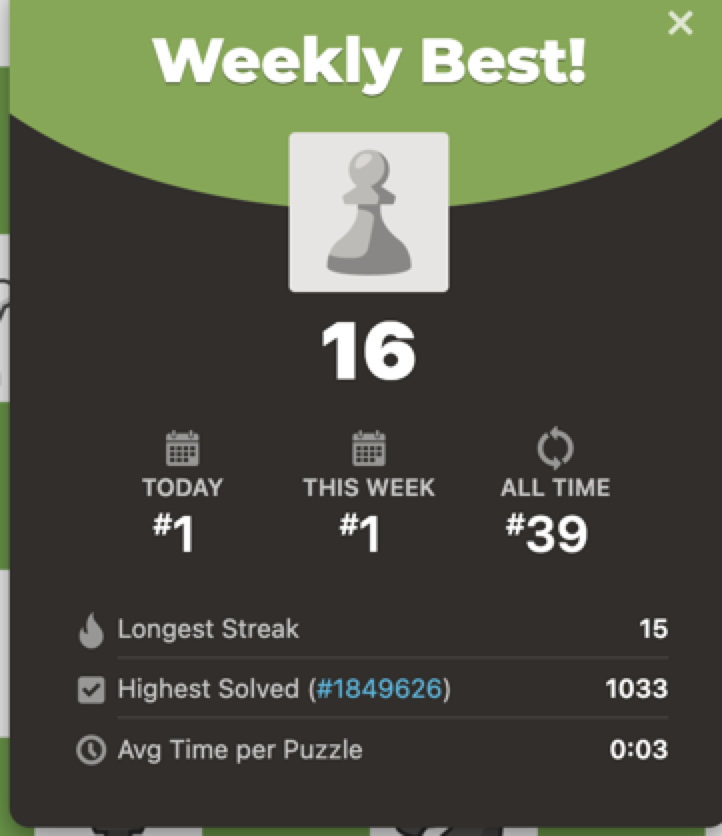 Weekly Best!
16
TODAY THIS WEEK ALL TIME
#1 #1 #39
Longest Streak 15
Highest Solved (#1849626) 1033
Avg Time per Puzzle 0:03